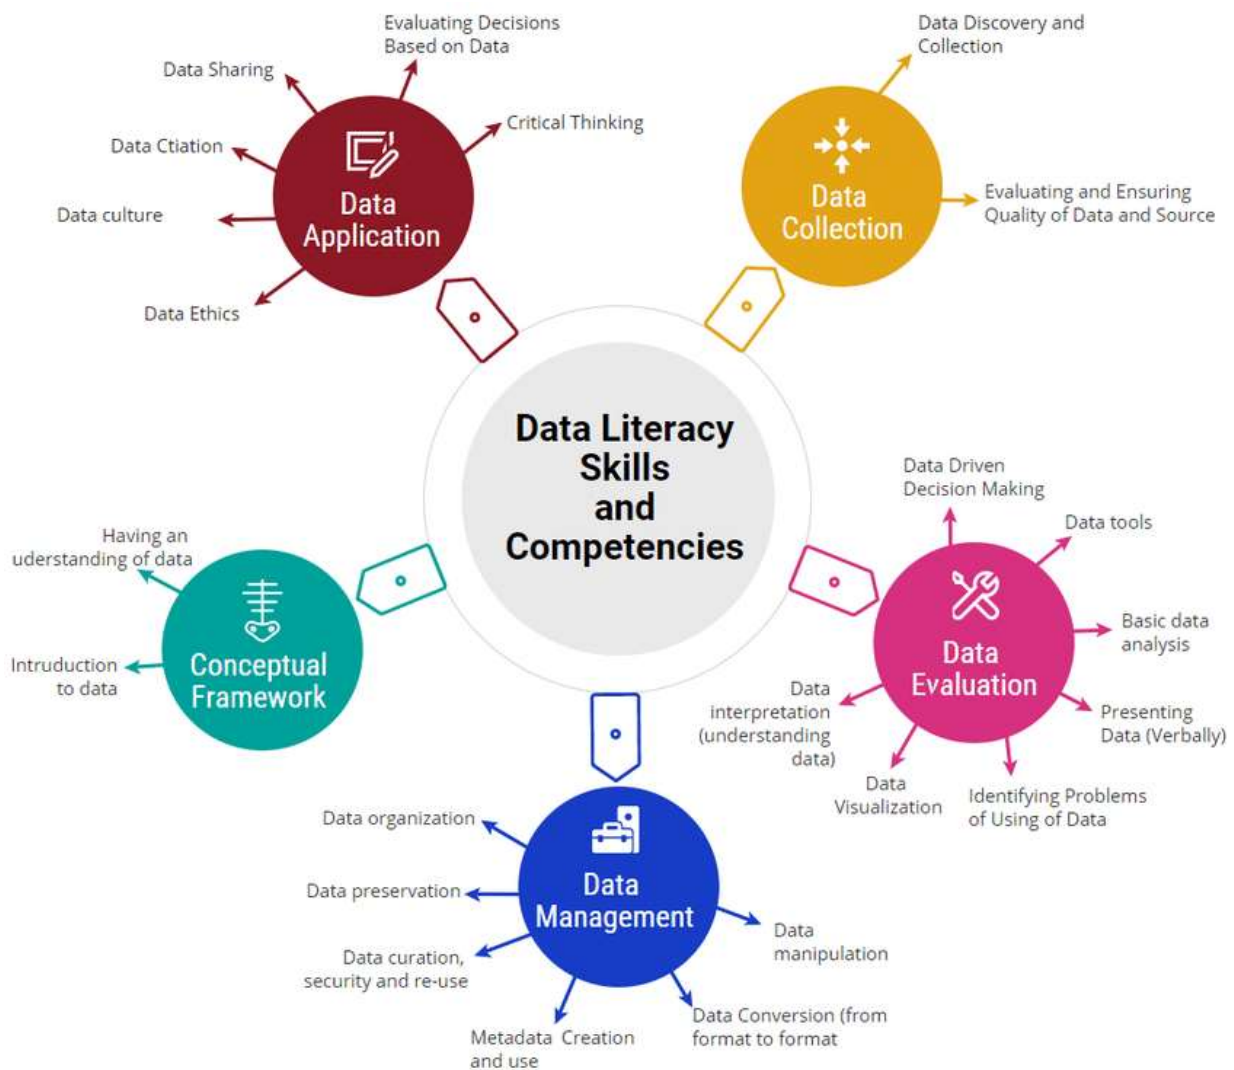 Evaluating Decisions
Based on Data
Data Sharing
Critical Thinking
Data Ctiation
Data culture
Data Ethics
Data
Application
Data Discovery and
Collection
Data
Collection
Evaluating and Ensuring
Quality of Data and Source
Data Literacy
Skills
and
Competencies
Having an
uderstanding of data
Intruduction
to data
Conceptual
Framework
Data Driven
Decision Making
Data tools
Basic data
analysis
Data
Evaluation
Presenting
Data (Verbally)
Data
interpretation
(understanding
data)
Data
Visualization
Identifying Problems
of Using of Data
Data organization
Data preservation
Data
Management
Data curation,
security and re-use
Data
manipulation
Metadata Creation
and use
Data Conversion (from
format to format